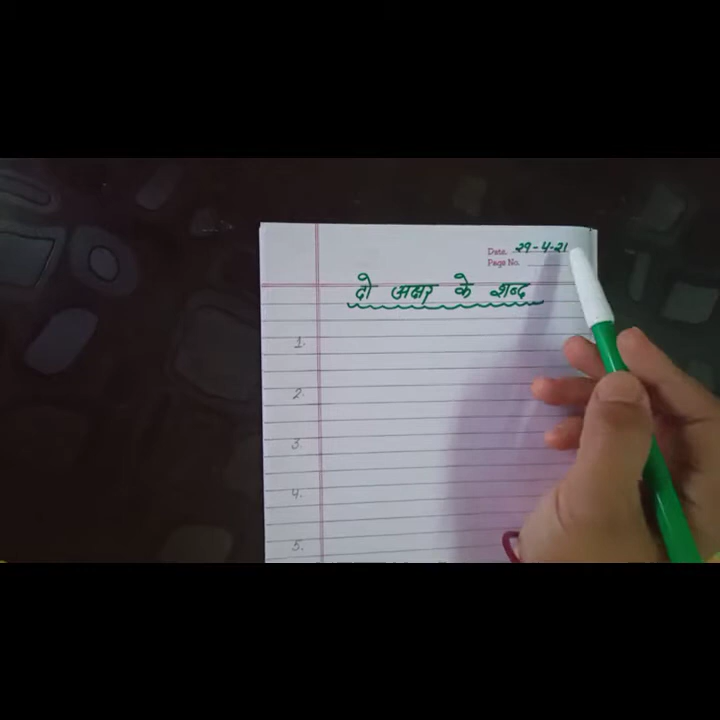 Date. 29-4-21
Page No.
दो अक्षर के शब्द
1.
2.
3.
4.
5.